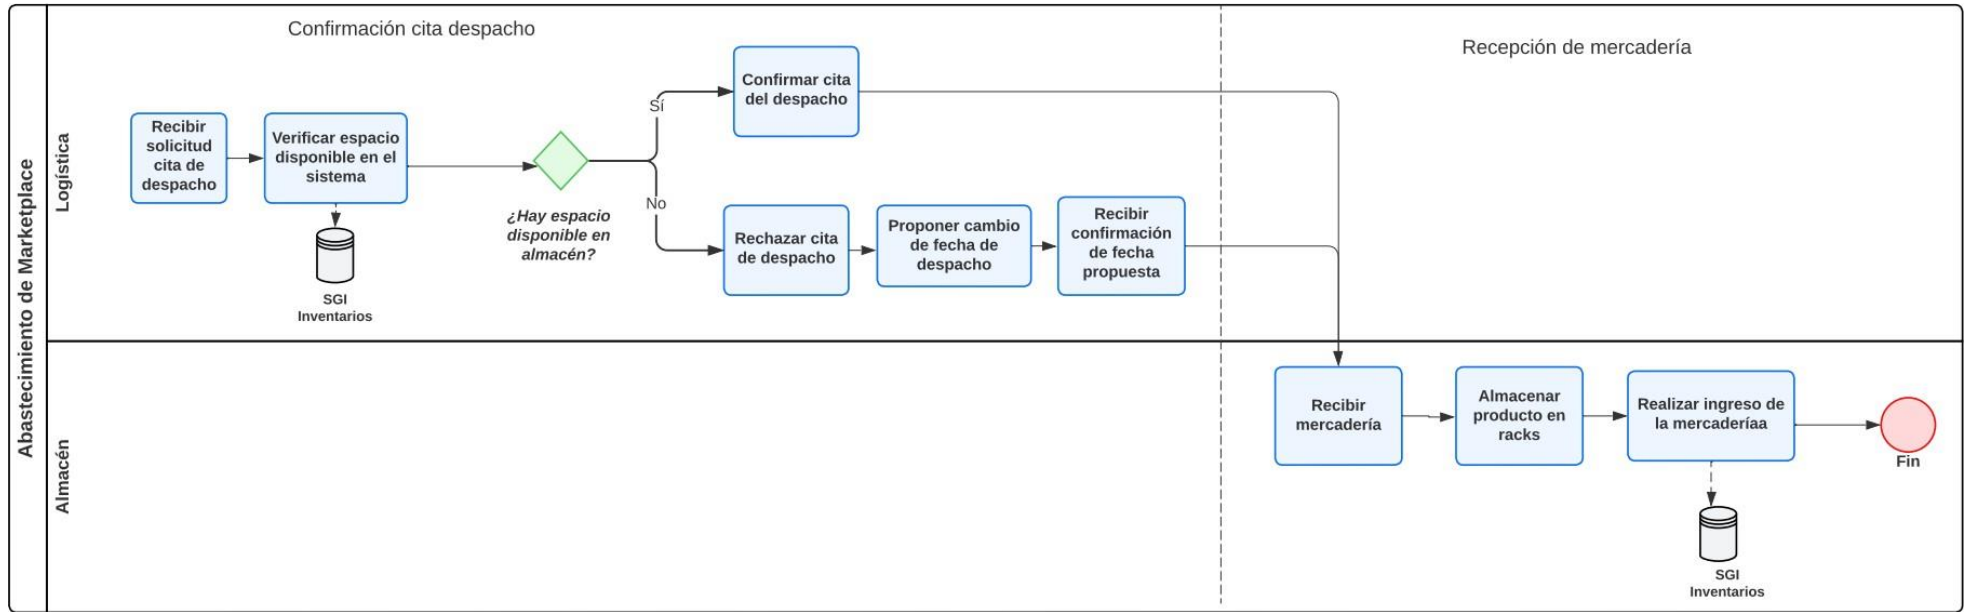 Abastecimiento de Marketplace
Logística
Confirmación cita despacho
Recibir
solicitud
cita de
despacho
Verificar espacio
disponible en el
sistema
SGI
Inventarios
¿Hay espacio
disponible en
almacén?
Sí
No
Confirmar cita
del despacho
Rechazar cita
de despacho
Proponer cambio
de fecha de
despacho
Recibir
confirmación
de fecha
propuesta
Recepción de mercadería
Almacén
Recibir
mercadería
Almacenar
producto en
racks
Realizar ingreso de
la mercaderíaa
SGI
Inventarios
Fin